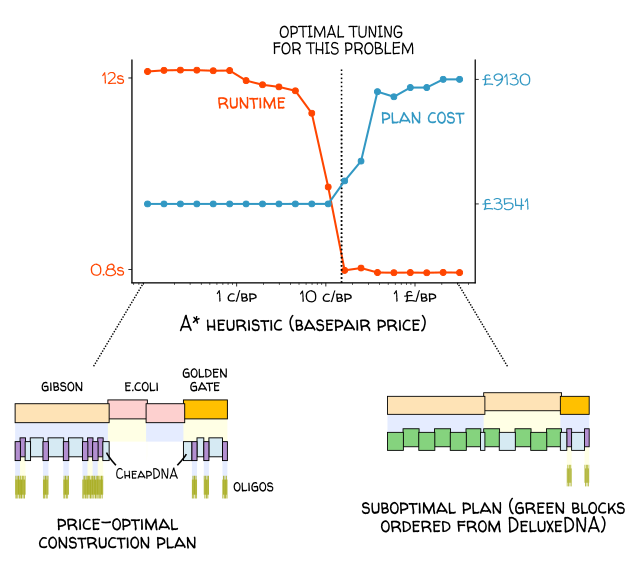 OPTIMAL TUNING
FOR THIS PROBLEM
12s
£9130
RUNTIME
PLAN COST
£3541
0.8s
1 c/BP
10 c/BP
1 £/BP
A* HEURISTIC (BASEPAIR PRICE)
GIBSON
E.COLI
GOLDEN
GATE
CHEAPDNA
OLIGOS
PRICE-OPTIMAL
CONSTRUCTION PLAN
SUBOPTIMAL PLAN (GREEN BLOCKS
ORDERED FROM DELUXEDNA)